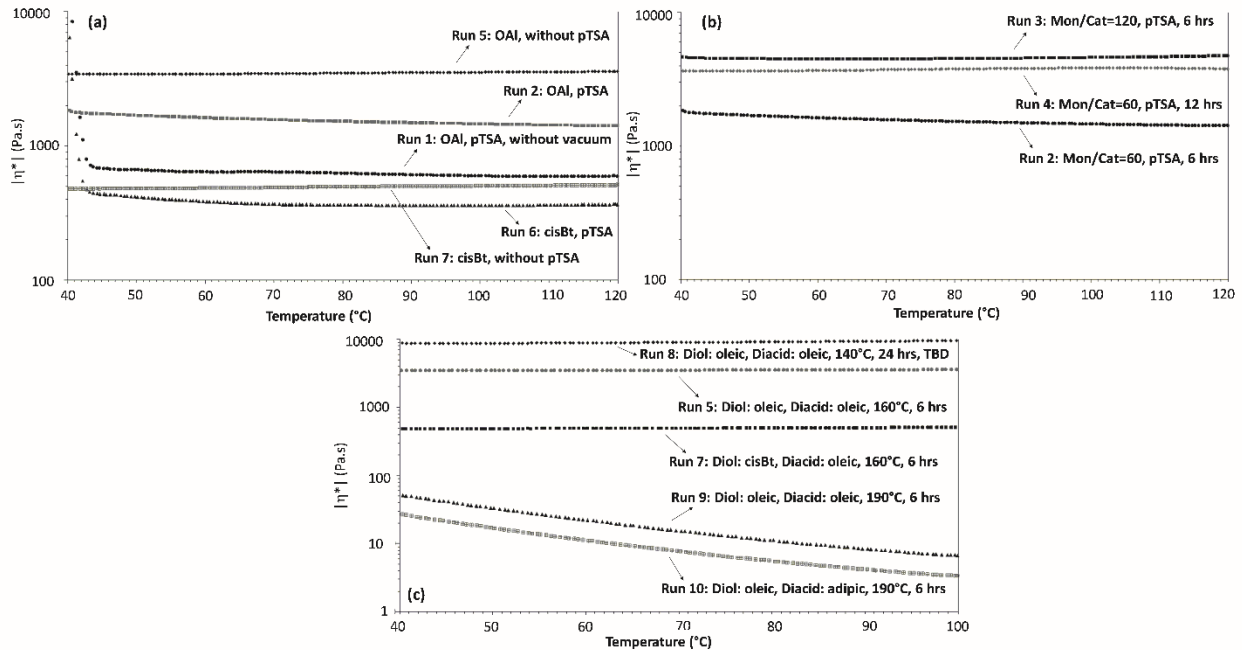 (a)
10000
1000
100
|η*| (Pa.s)
Run 5: OAl, without pTSA
Run 2: OAl, pTSA
Run 1: OAl, pTSA, without vacuum
Run 6: cisBt, pTSA
Run 7: cisBt, without pTSA
40 50 60 70 80 90 100 110 120
Temperature (°C)
(b)
10000
1000
100
|η*| (Pa.s)
Run 3: Mon/Cat=120, pTSA, 6 hrs
Run 4: Mon/Cat=60, pTSA, 12 hrs
Run 2: Mon/Cat=60, pTSA, 6 hrs
40 50 60 70 80 90 100 110 120
Temperature (°C)
10000
1000
100
10
1
|η*| (Pa.s)
Run 8: Diol: oleic, Diacid: oleic, 140°C, 24 hrs, TBD
Run 5: Diol: oleic, Diacid: oleic, 160°C, 6 hrs
Run 7: Diol: cisBt, Diacid: oleic, 160°C, 6 hrs
Run 9: Diol: oleic, Diacid: oleic, 190°C, 6 hrs
Run 10: Diol: oleic, Diacid: adipic, 190°C, 6 hrs
(c)
40 50 60 70 80 90 100
Temperature (°C)